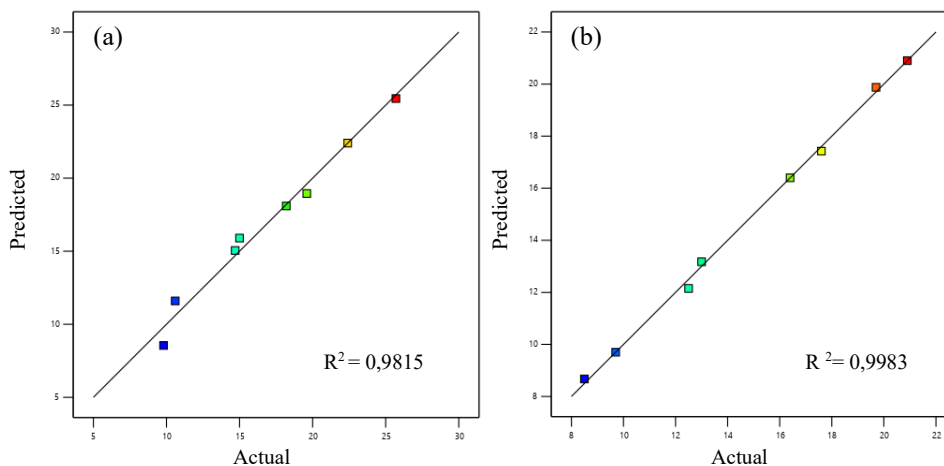 (a)
30
25
20
15
10
5
Predicted
R² = 0,9815
5 10 15 20 25 30
Actual
(b)
22
20
18
16
14
12
10
8
Predicted
R ² = 0,9983
8 10 12 14 16 18 20 22
Actual